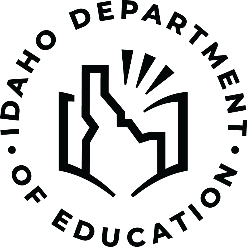 · IDAHO DEPARTMENT ·
OF EDUCATION